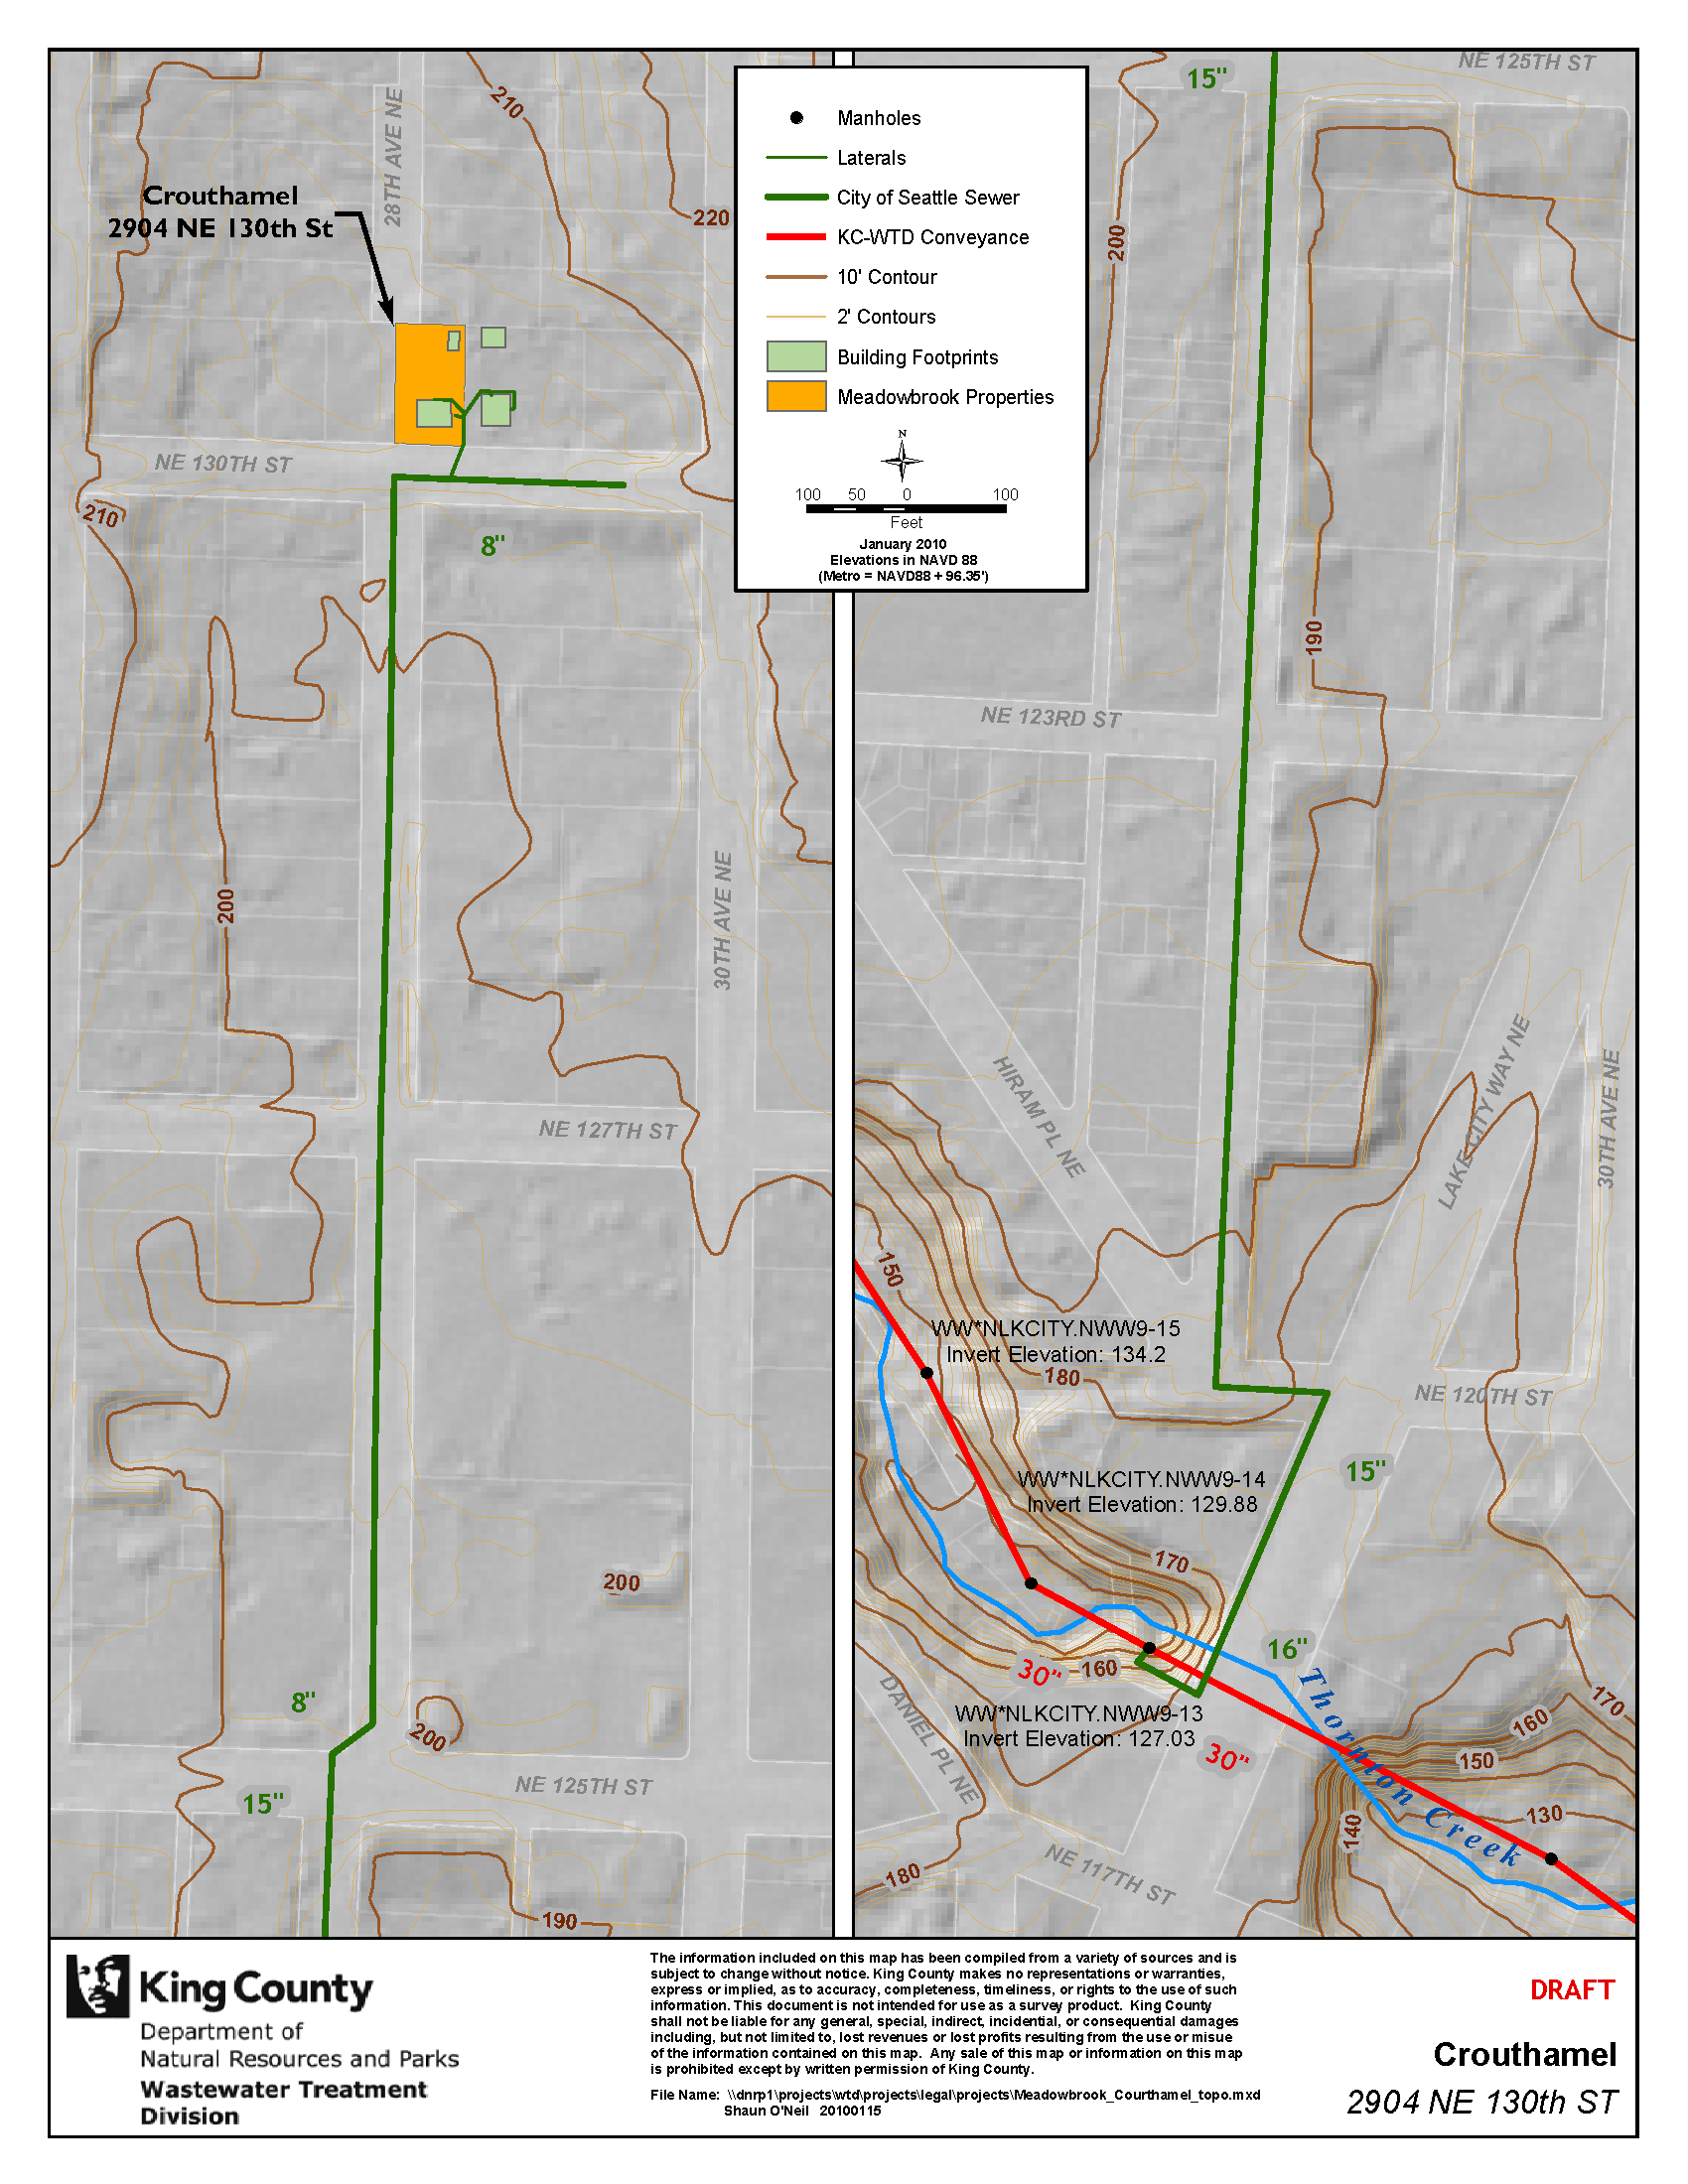 NE 125TH ST
15"
210
28TH AVE NE
Crouthamel
2904 NE 130th St
220
200
Manholes
Laterals
City of Seattle Sewer
KC-WTD Conveyance
10' Contour
2' Contours
Building Footprints
Meadowbrook Properties
N
100 50 0 100
Feet
January 2010
Elevations in NAVD 88
(Metro = NAVD88 + 96.35')
NE 130TH ST
210
8"
190
NE 123RD ST
200
30TH AVE NE
NE 127TH ST
HIRAM PL NE
LAKE CITY WAY NE
30TH AVE NE
150
WW*NLKCITY.NWW9-15
Invert Elevation: 134.2
180
NE 120TH ST
15"
WW*NLKCITY.NWW9-14
Invert Elevation: 129.88
170
200
16"
30"
160
Thornton Creek
WW*NLKCITY.NWW9-13
Invert Elevation: 127.03
30"
DANIEL PL NE
170
160
150
130
140
8"
200
NE 125TH ST
15"
NE 117TH ST
180
190
King County
Department of
Natural Resources and Parks
Wastewater Treatment
Division
The information included on this map has been compiled from a variety of sources and is
subject to change without notice. King County makes no representations or warranties,
express or implied, as to accuracy, completeness, timeliness, or rights to the use of such
information. This document is not intended for use as a survey product. King County
shall not be liable for any general, special, indirect, incidental, or consequential damages
including, but not limited to, lost revenues or lost profits resulting from the use or misue
of the information contained on this map. Any sale of this map or information on this map
is prohibited except by written permission of King County.
File Name: \\dnrp1\projects\wtd\projects\legal\projects\Meadowbrook_Courthamel_topo.mxd
Shaun O'Neil 20100115
DRAFT
Crouthamel
2904 NE 130th ST